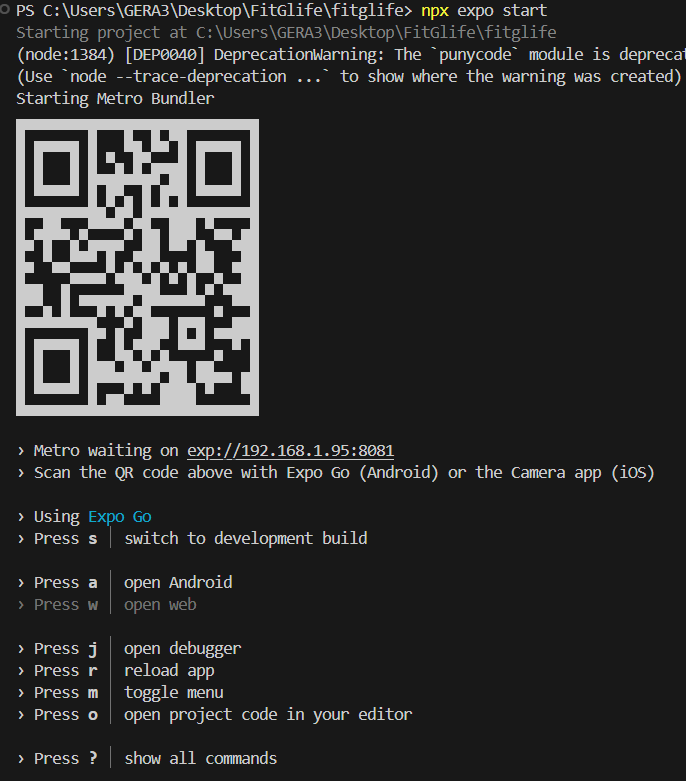 PS C:\Users\GERA3\Desktop\FitGlife\fitglife> npx expo start
Starting project at C:\Users\GERA3\Desktop\FitGlife\fitglife
(node:1384) [DEP0040] DeprecationWarning: The `punycode` module is deprecat
(Use `node --trace-deprecation ...` to show where the warning was created)
Starting Metro Bundler
› Metro waiting on exp://192.168.1.95:8081
› Scan the QR code above with Expo Go (Android) or the Camera app (iOS)
› Using Expo Go
› Press s │ switch to development build
› Press a │ open Android
› Press w │ open web
› Press j │ open debugger
› Press r │ reload app
› Press m │ toggle menu
› Press o │ open project code in your editor
› Press ? │ show all commands